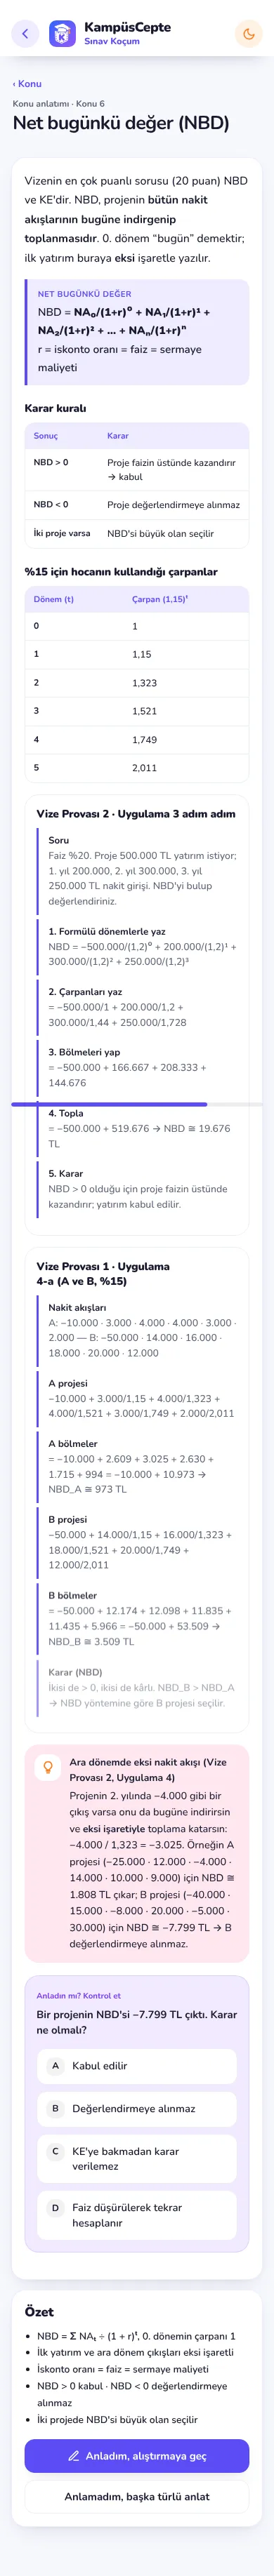 KampüsCepte
Sınav Koçum
‹ Konu
Konu anlatımı · Konu 6
Net bugünkü değer (NBD)
Vizenin en çok puanlı sorusu (20 puan) NBD
ve KE'dir. NBD, projenin bütün nakit
akışlarının bugüne indirgenip
toplanmasıdır. 0. dönem “bugün” demektir;
ilk yatırım buraya eksi işaretle yazılır.
NET BUGÜNKÜ DEĞER
NBD = NA₀/(1+r)⁰ + NA₁/(1+r)¹ +
NA₂/(1+r)² + … + NAₙ/(1+r)ⁿ
r = iskonto oranı = faiz = sermaye
maliyeti
Karar kuralı
Sonuç Karar
NBD > 0 Proje faizin üstünde kazandırır
→ kabul
NBD < 0 Proje değerlendirmeye alınmaz
İki proje varsa NBD'si büyük olan seçilir
%15 için hocanın kullandığı çarpanlar
Dönem (t) Çarpan (1,15)ᵗ
0 1
1 1,15
2 1,323
3 1,521
4 1,749
5 2,011
Vize Provası 2 · Uygulama 3 adım adım
Soru
Faiz %20. Proje 500.000 TL yatırım istiyor;
1. yıl 200.000, 2. yıl 300.000, 3. yıl
250.000 TL nakit girişi. NBD'yi bulup
değerlendiriniz.
1. Formülü dönemlerle yaz
NBD = −500.000/(1,2)⁰ + 200.000/(1,2)¹ +
300.000/(1,2)² + 250.000/(1,2)³
2. Çarpanları yaz
= −500.000/1 + 200.000/1,2 +
300.000/1,44 + 250.000/1,728
3. Bölmeleri yap
= −500.000 + 166.667 + 208.333 +
144.676
4. Topla
= −500.000 + 519.676 → NBD ≅ 19.676
TL
5. Karar
NBD > 0 olduğu için proje faizin üstünde
kazandırır; yatırım kabul edilir.
Vize Provası 1 · Uygulama
4-a (A ve B, %15)
Nakit akışları
A: −10.000 · 3.000 · 4.000 · 4.000 · 3.000 ·
2.000 — B: −50.000 · 14.000 · 16.000 ·
18.000 · 20.000 · 12.000
A projesi
−10.000 + 3.000/1,15 + 4.000/1,323 +
4.000/1,521 + 3.000/1,749 + 2.000/2,011
A bölmeler
= −10.000 + 2.609 + 3.025 + 2.630 +
1.715 + 994 = −10.000 + 10.973 →
NBD_A ≅ 973 TL
B projesi
−50.000 + 14.000/1,15 + 16.000/1,323 +
18.000/1,521 + 20.000/1,749 +
12.000/2,011
B bölmeler
= −50.000 + 12.174 + 12.098 + 11.835 +
11.435 + 5.966 = −50.000 + 53.509 →
NBD_B ≅ 3.509 TL
Karar (NBD)
İkisi de > 0, ikisi de kârlı. NBD_B > NBD_A
→ NBD yöntemine göre B projesi seçilir.
Ara dönemde eksi nakit akışı (Vize
Provası 2, Uygulama 4)
Projenin 2. yılında −4.000 gibi bir
çıkış varsa onu da bugüne indirirsin
ve eksi işaretiyle toplama katarsın:
−4.000 / 1,323 = −3.025. Örneğin A
projesi (−25.000 · 12.000 · −4.000 ·
14.000 · 10.000 · 9.000) için NBD ≅
1.808 TL çıkar; B projesi (−40.000 ·
15.000 · −8.000 · 20.000 · −5.000 ·
30.000) için NBD ≅ −7.799 TL → B
değerlendirmeye alınmaz.
Anladın mı? Kontrol et
Bir projenin NBD'si −7.799 TL çıktı. Karar
ne olmalı?
A Kabul edilir
B Değerlendirmeye alınmaz
C KE'ye bakmadan karar
verilemez
D Faiz düşürülerek tekrar
hesaplanır
Özet
• NBD = Σ NAₜ ÷ (1 + r)ᵗ, 0. dönemin çarpanı 1
• İlk yatırım ve ara dönem çıkışları eksi işaretli
• İskonto oranı = faiz = sermaye maliyeti
• NBD > 0 kabul · NBD < 0 değerlendirmeye
alınmaz
• İki projede NBD'si büyük olan seçilir
Anladım, alıştırmaya geç
Anlamadım, başka türlü anlat